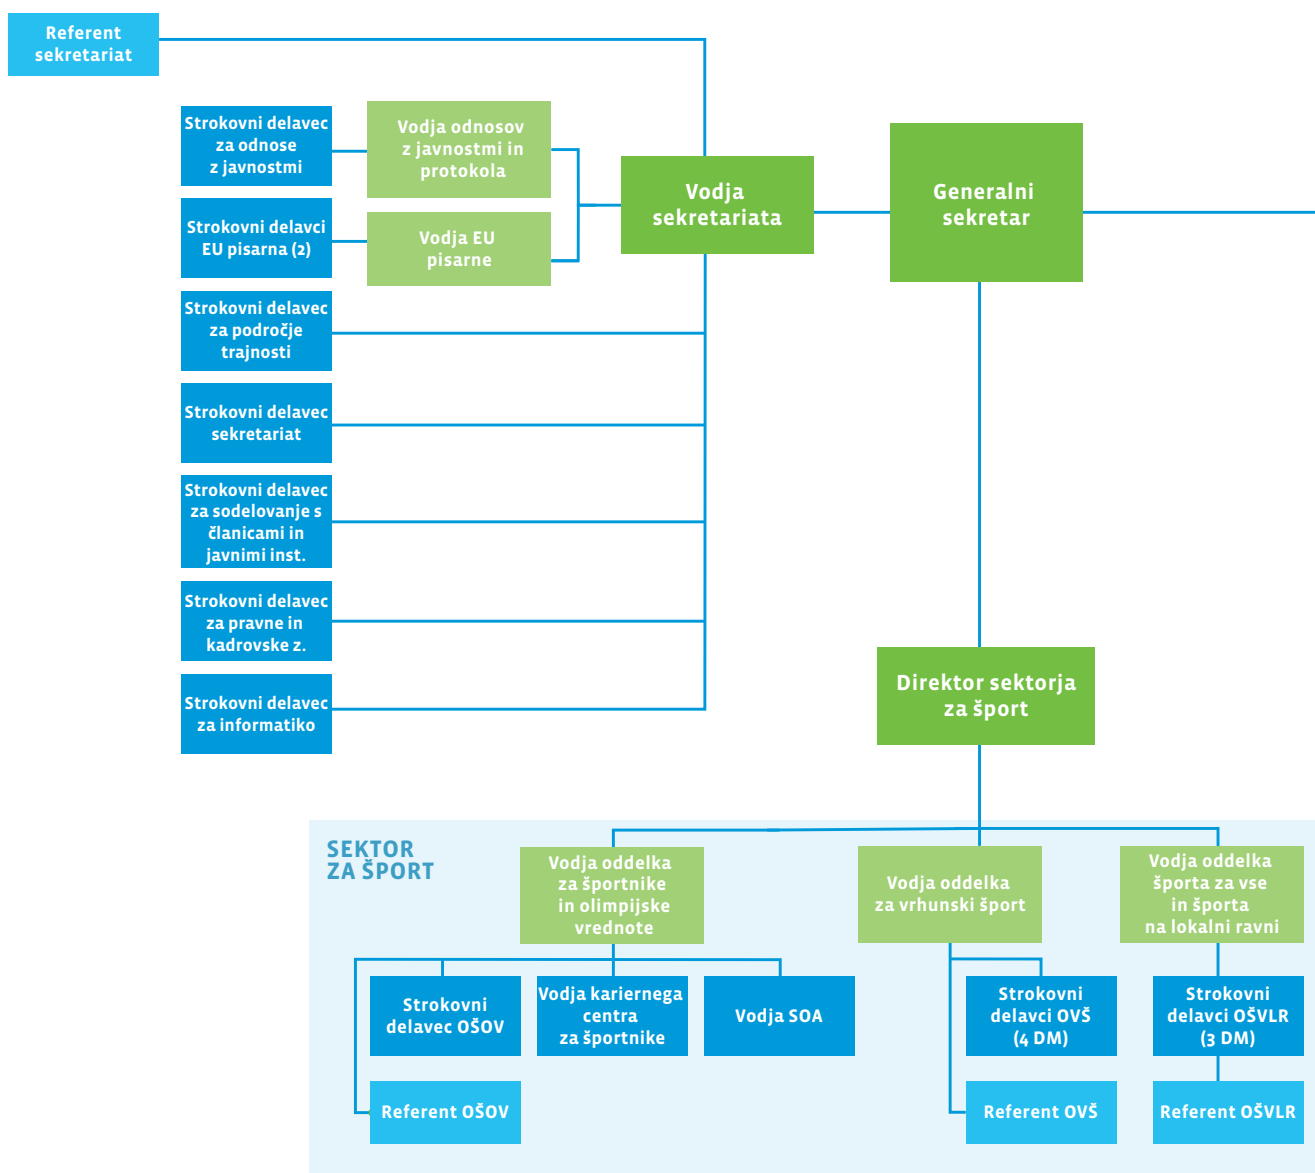 Referent
sekretariat
Strokovni delavec
za odnose
z javnostmi
Vodja odnosov
z javnostmi in
protokola
Vodja
sekretariata
Generalni
sekretar
Strokovni delavci
EU pisarna (2)
Vodja EU
pisarne
Strokovni delavec
za področje
trajnosti
Strokovni delavec
sekretariat
Strokovni delavec
za sodelovanje s
članicami in
javnimi inst.
Strokovni delavec
za pravne in
kadrovske z.
Strokovni delavec
za informatiko
Direktor sektorja
za šport
SEKTOR
ZA ŠPORT
Vodja oddelka
za športnike
in olimpijske
vrednote
Vodja oddelka
za vrhunski šport
Vodja oddelka
športa za vse
in športa
na lokalni ravni
Strokovni
delavec OŠOV
Vodja kariernega
centra
za športnike
Vodja SOA
Strokovni
delavci OVŠ
(4 DM)
Strokovni
delavci OŠVLR
(3 DM)
Referent OŠOV
Referent OVŠ
Referent OŠVLR